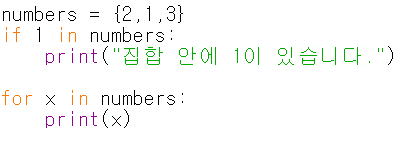 numbers = {2,1,3}
if 1 in numbers:
    print("집합 안에 1이 있습니다.")

for x in numbers:
    print(x)